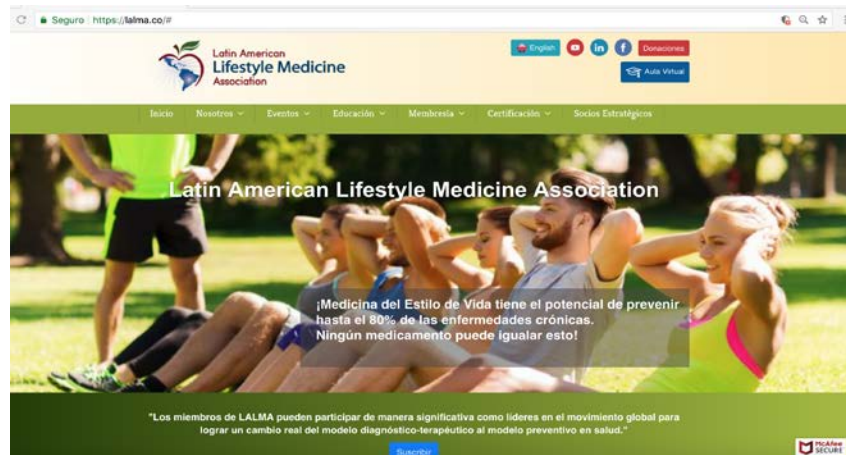 Seguro https://lalma.co/#
Latin American
Lifestyle Medicine
Association
English
Donaciones
Aula Virtual
Inicio Nosotros Eventos Educación Membresía Certificación Socios Estratégicos
Latin American Lifestyle Medicine Association
¡Medicina del Estilo de Vida tiene el potencial de prevenir
hasta el 80% de las enfermedades crónicas.
Ningún medicamento puede igualar esto!
"Los miembros de LALMA pueden participar de manera significativa como líderes en el movimiento global para
lograr un cambio real del modelo diagnóstico-terapéutico al modelo preventivo en salud."
Suscribir
McAfee
SECURE